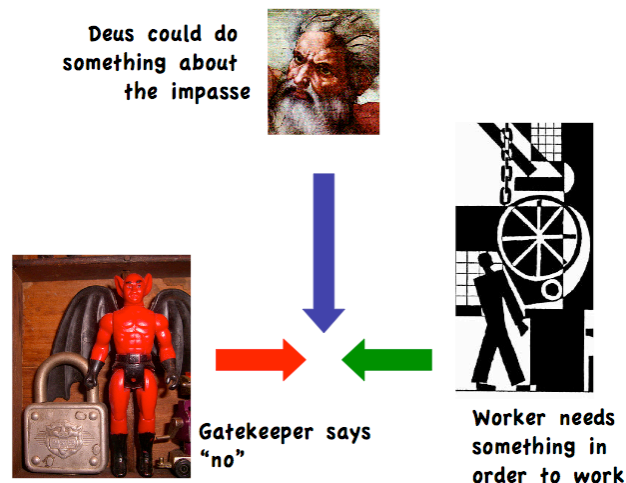 Deus could do
something about
the impasse
Gatekeeper says
“no”
Worker needs
something in
order to work